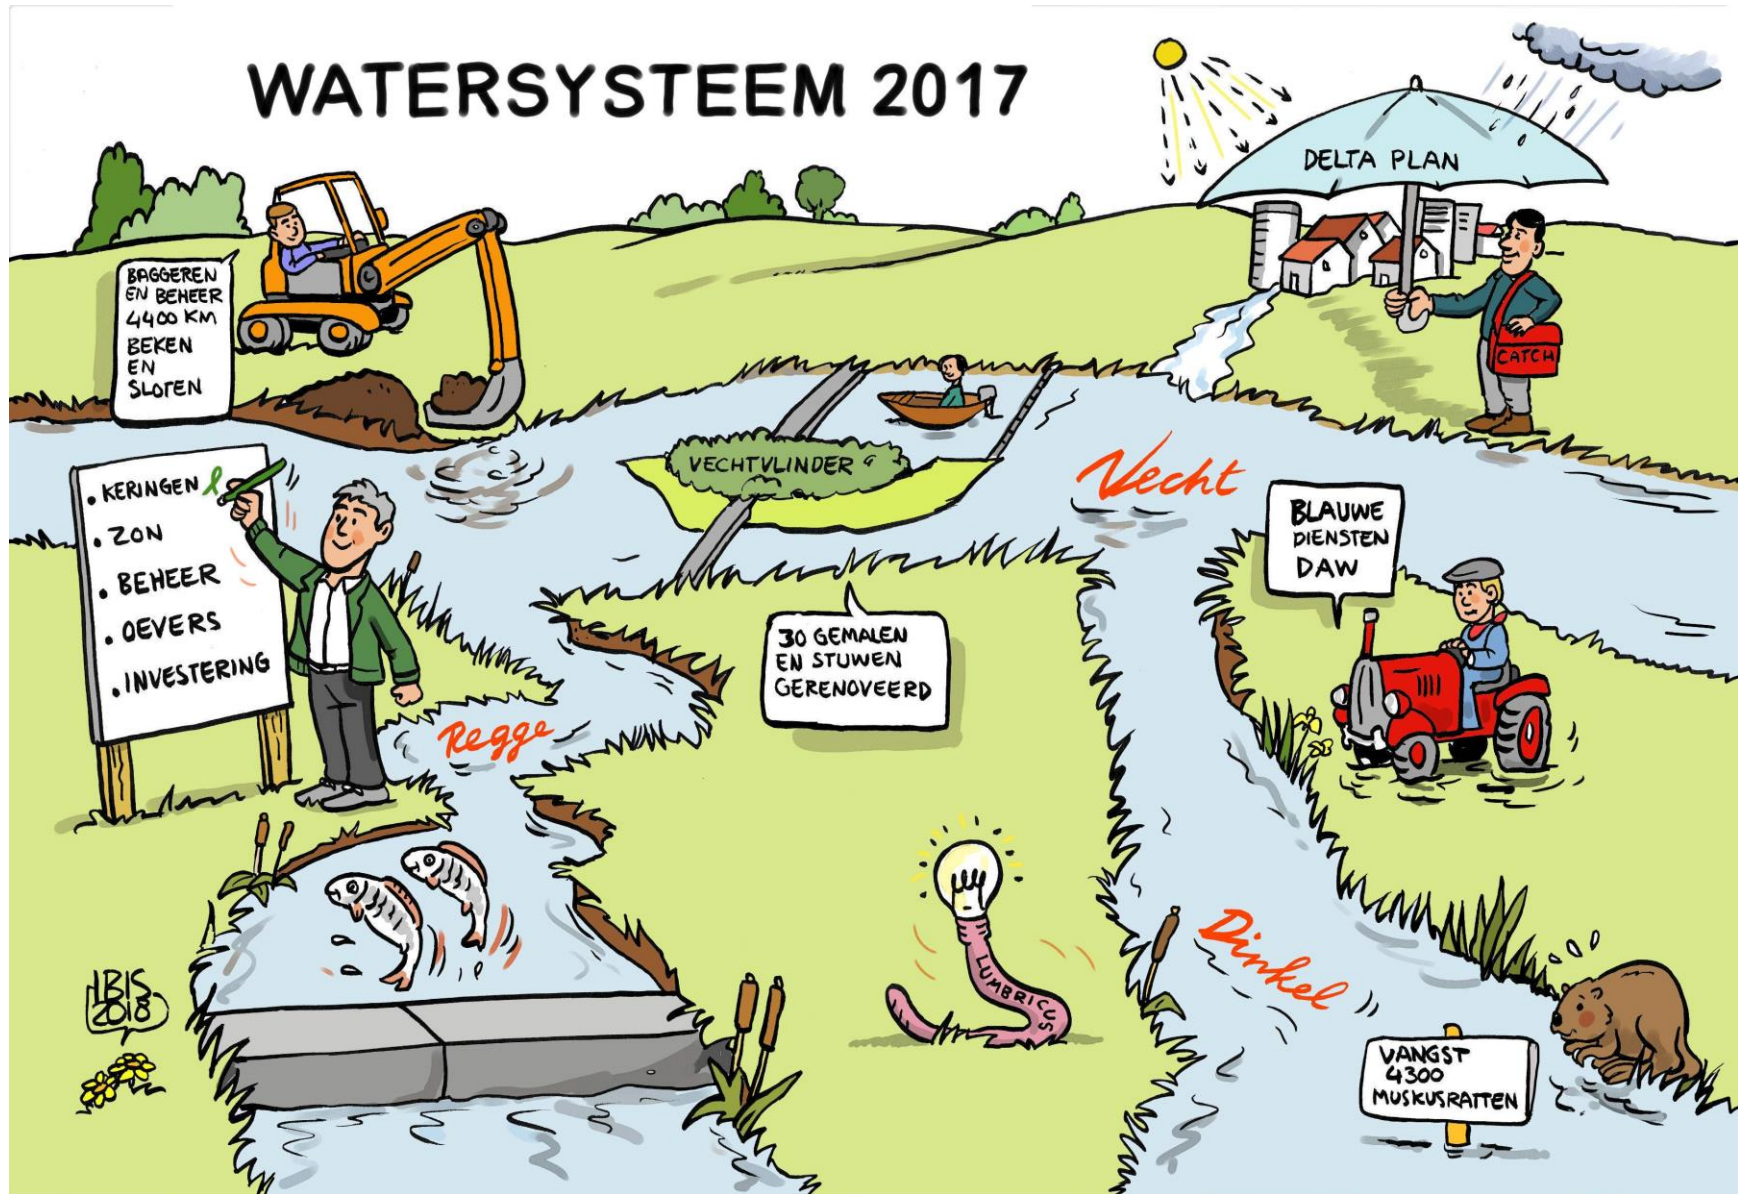 WATERSYSTEEM 2017
DELTA PLAN
BAGGEREN
EN BEHEER
4400 KM
BEKEN
EN
SLOTEN
CATCH
VECHTVLINDER
Vecht
• KERINGEN
• ZON
• BEHEER
• OEVERS
• INVESTERING
BLAUWE
DIENSTEN
DAW
30 GEMALEN
EN STUWEN
GERENOVEERD
Regge
LUMBRICUS
Dinkel
IBIS
2018
VANGST
4300
MUSKUSRATTEN